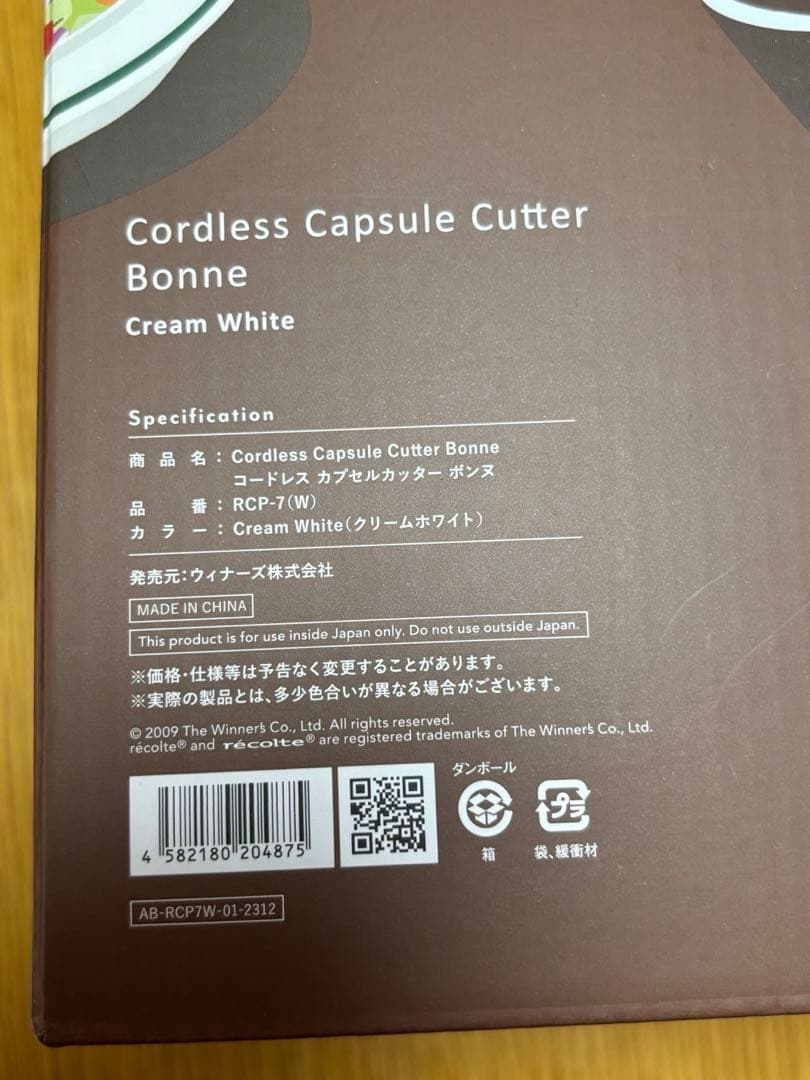 Cordless Capsule Cutter
Bonne
Cream White
Specification
商品名：Cordless Capsule Cutter Bonne
コードレス カプセルカッター ボンヌ
品番：RCP-7(W)
カラー：Cream White(クリームホワイト)
発売元：ウィナーズ株式会社
MADE IN CHINA
This product is for use inside Japan only. Do not use outside Japan.
※価格・仕様等は予告なく変更することがあります。
※実際の製品とは、多少色合いが異なる場合がございます。
© 2009 The Winner's Co., Ltd. All rights reserved.
récolte® and récolte® are registered trademarks of The Winner's Co., Ltd.
ダンボール
プラ
箱
袋、緩衝材
4 582180 204875
AB-RCP7W-01-2312